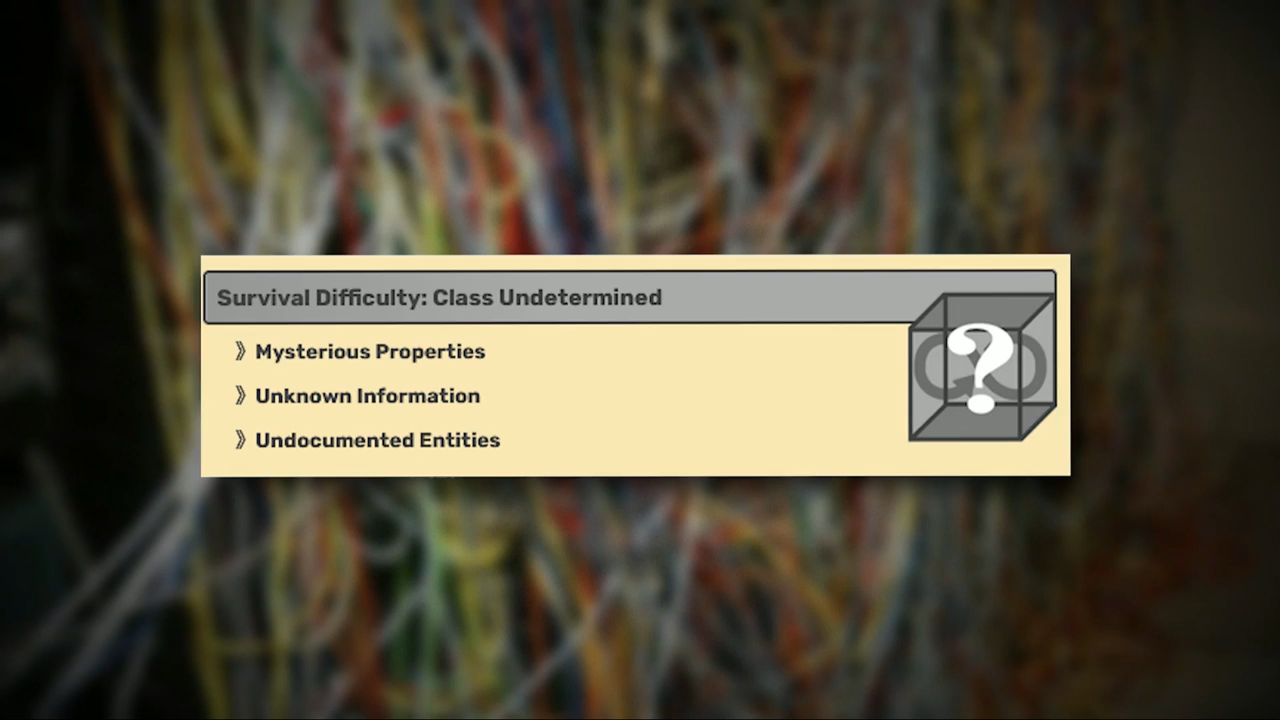 Survival Difficulty: Class Undetermined
》Mysterious Properties
》Unknown Information
》Undocumented Entities
?